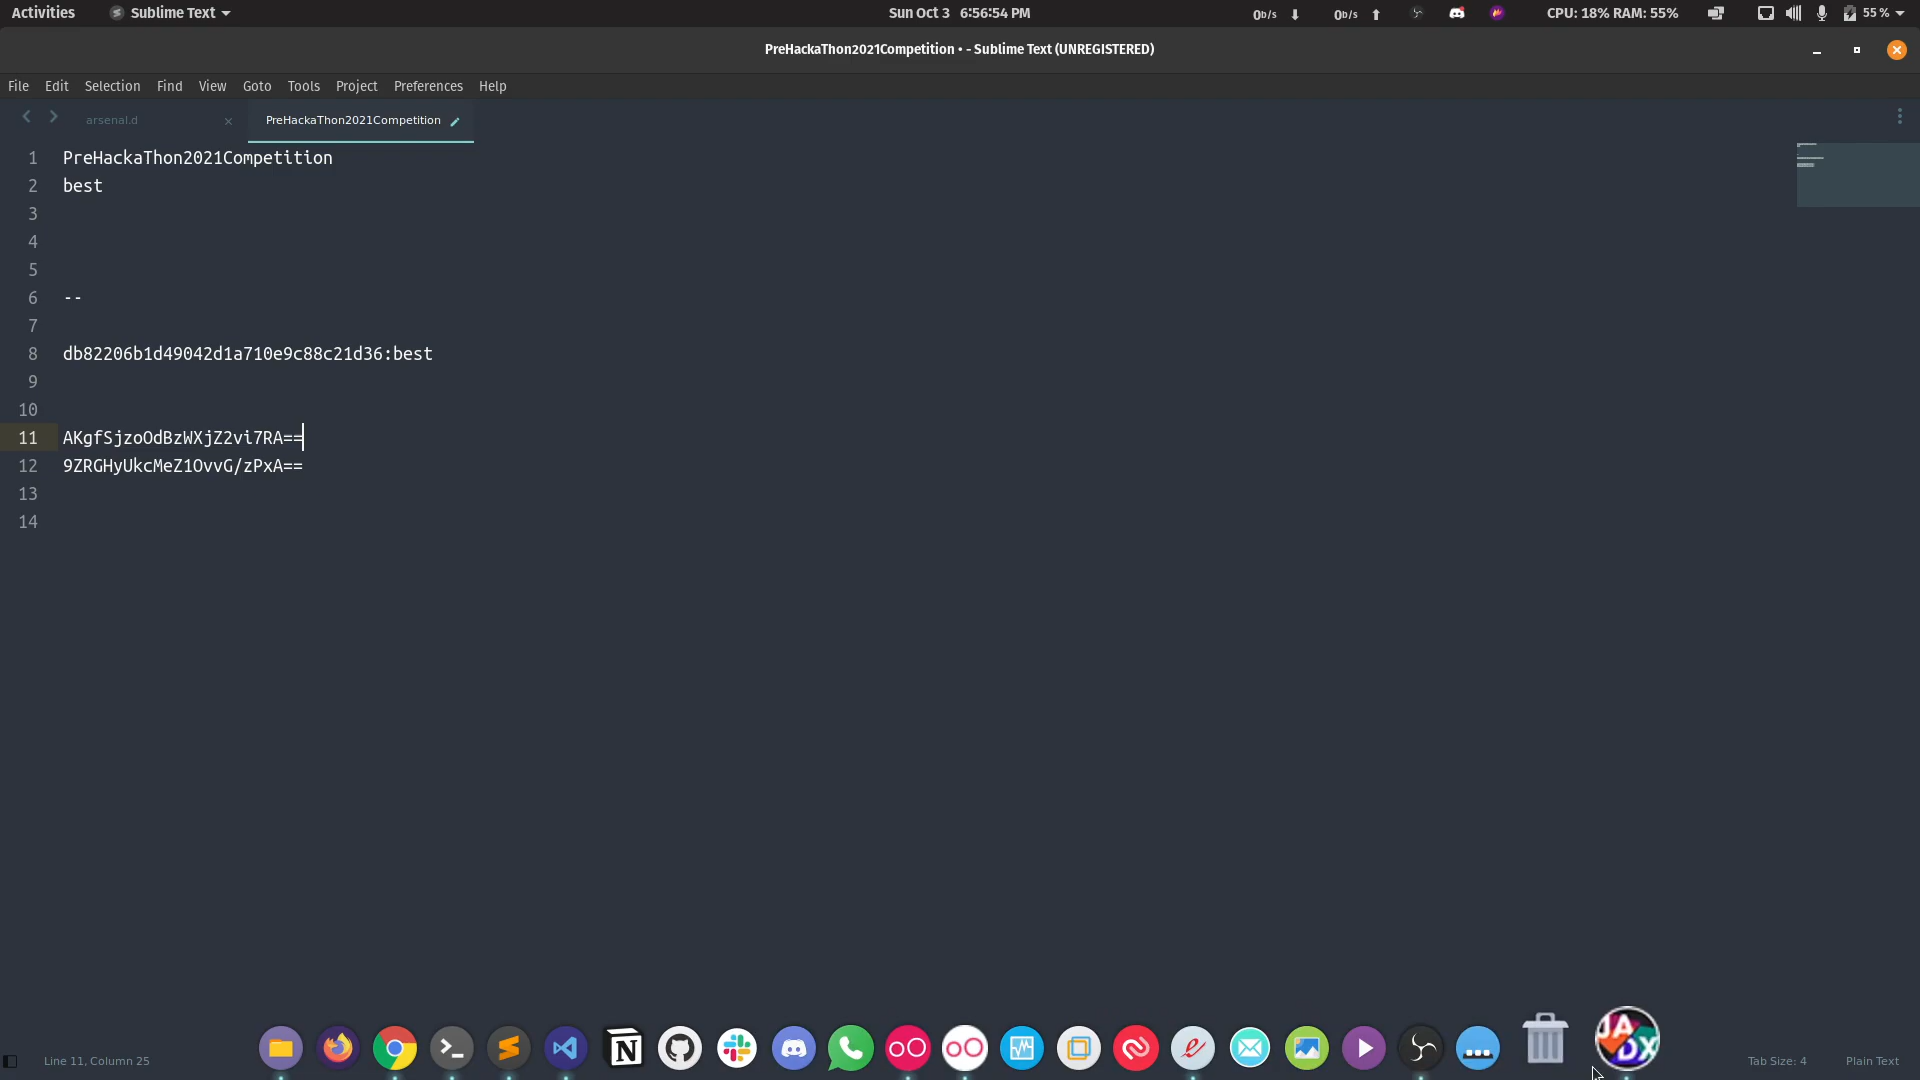 Activities Sublime Text Sun Oct 3 6:56:54 PM 0b/s 0b/s CPU: 18% RAM: 55% 55 %
PreHackaThon2021Competition • - Sublime Text (UNREGISTERED)
File Edit Selection Find View Goto Tools Project Preferences Help
arsenal.d PreHackaThon2021Competition
1 PreHackaThon2021Competition
2 best
3
4
5
6 --
7
8 db82206b1d49042d1a710e9c88c21d36:best
9
10
11 AKgfSjzoOdBzWXjZ2vi7RA==
12 9ZRGHyUkcMeZ1OvvG/zPxA==
13
14
JA
DX
Line 11, Column 25 Tab Size: 4 Plain Text